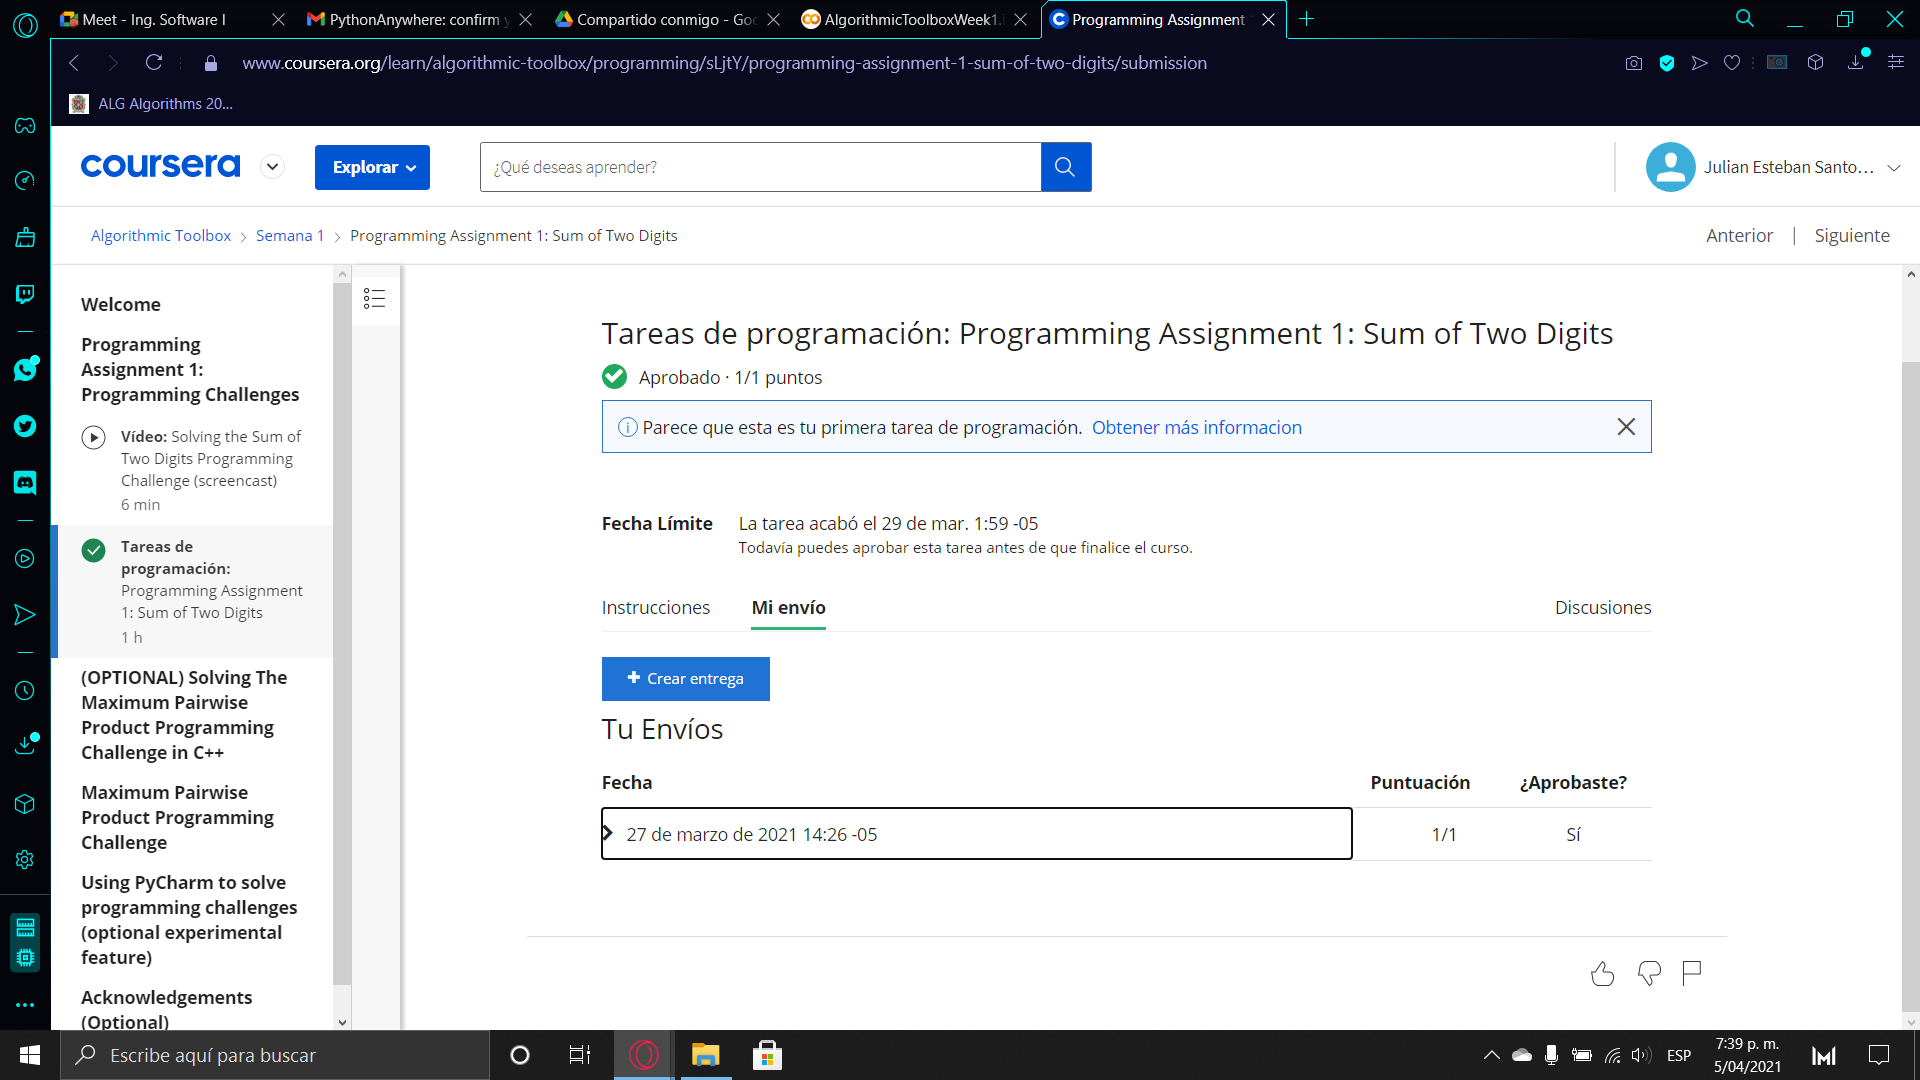 Meet - Ing. Software I
PythonAnywhere: confirm y
Compartido conmigo - Goo
AlgorithmicToolboxWeek1.i
Programming Assignment
www.coursera.org/learn/algorithmic-toolbox/programming/sLjtY/programming-assignment-1-sum-of-two-digits/submission
ALG Algorithms 20...
coursera
Explorar
¿Qué deseas aprender?
Julian Esteban Santo...
Algorithmic Toolbox > Semana 1 > Programming Assignment 1: Sum of Two Digits
Anterior | Siguiente
Welcome
Programming
Assignment 1:
Programming Challenges
Vídeo: Solving the Sum of
Two Digits Programming
Challenge (screencast)
6 min
Tareas de
programación:
Programming Assignment
1: Sum of Two Digits
1 h
(OPTIONAL) Solving The
Maximum Pairwise
Product Programming
Challenge in C++
Maximum Pairwise
Product Programming
Challenge
Using PyCharm to solve
programming challenges
(optional experimental
feature)
Acknowledgements
(Optional)
Tareas de programación: Programming Assignment 1: Sum of Two Digits
Aprobado · 1/1 puntos
Parece que esta es tu primera tarea de programación. Obtener más informacion
Fecha Límite La tarea acabó el 29 de mar. 1:59 -05
Todavía puedes aprobar esta tarea antes de que finalice el curso.
Instrucciones Mi envío Discusiones
+ Crear entrega
Tu Envíos
Fecha Puntuación ¿Aprobaste?
27 de marzo de 2021 14:26 -05 1/1 Sí
Escribe aquí para buscar
ESP
7:39 p. m.
5/04/2021